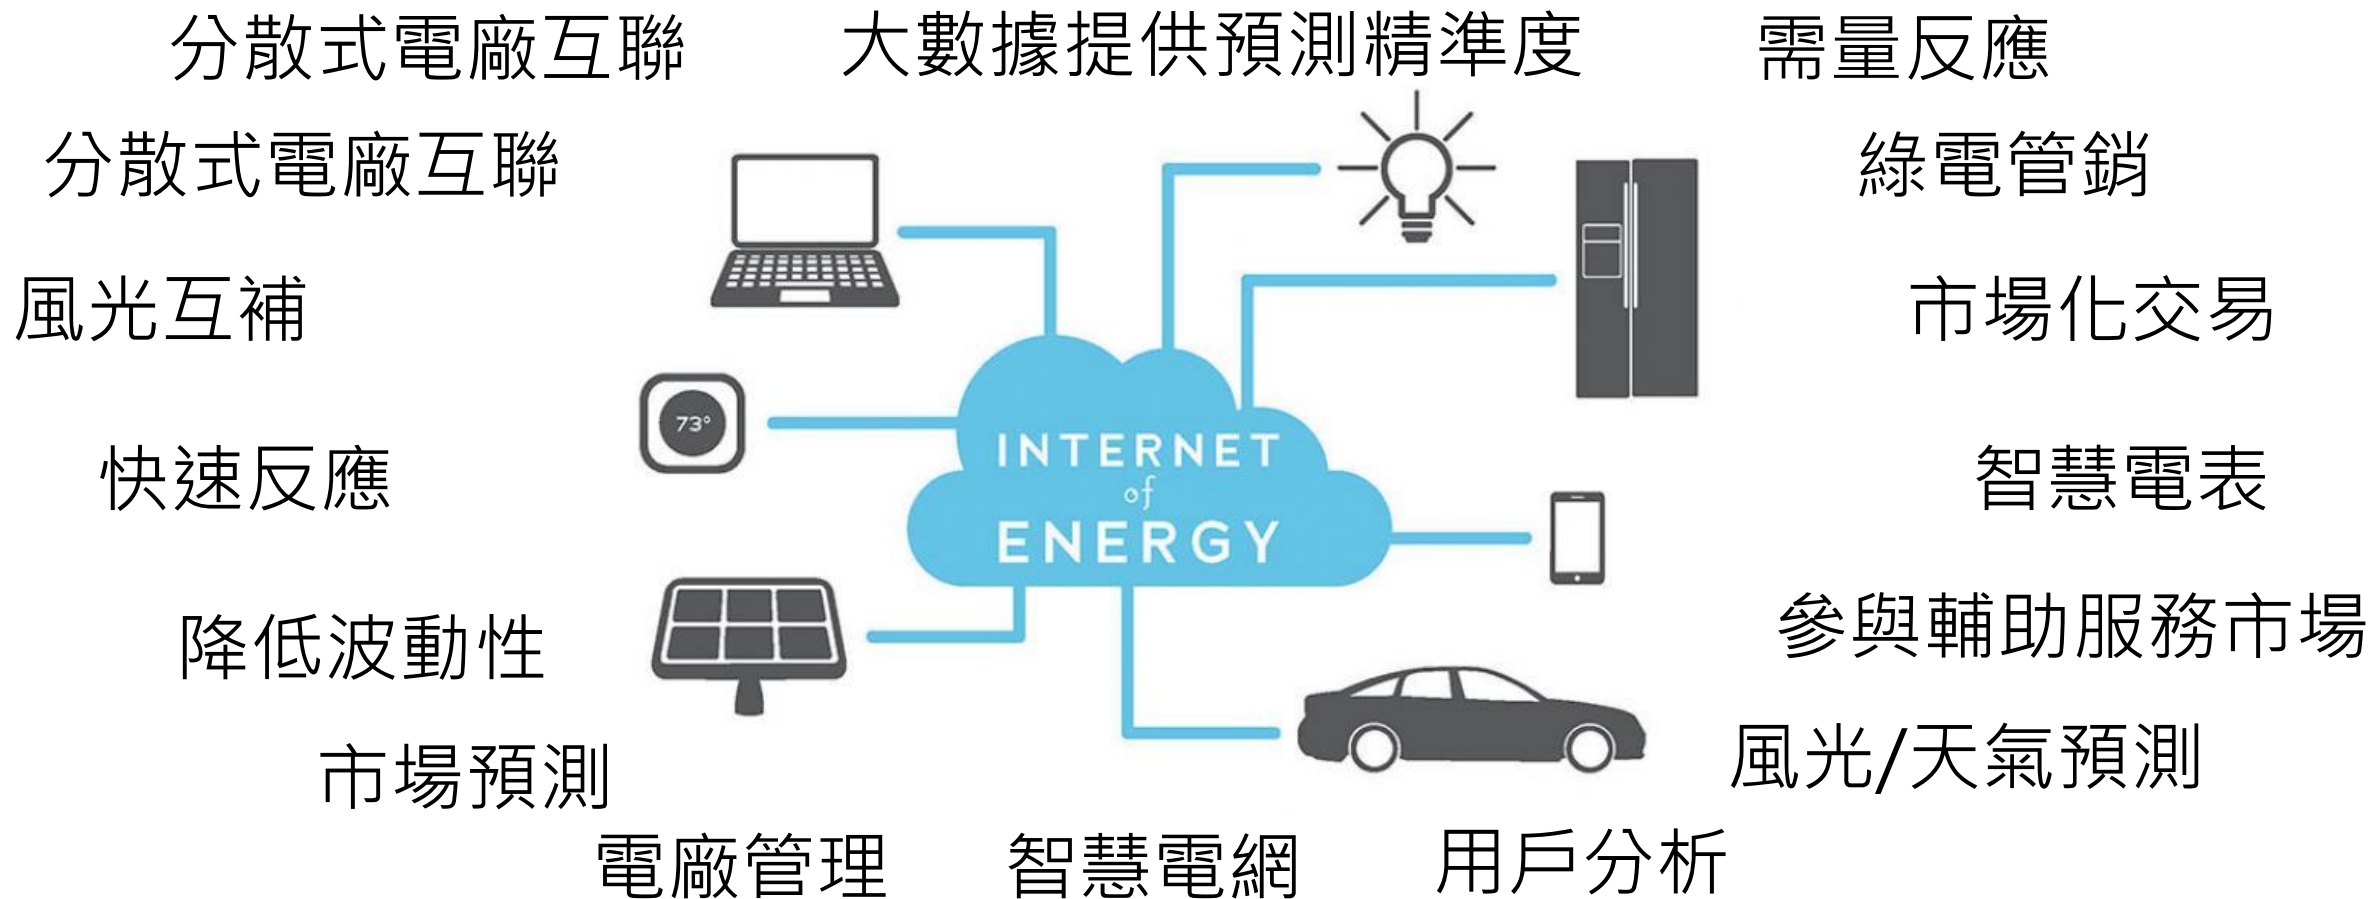 分散式電廠互聯
大數據提供預測精準度
需量反應
分散式電廠互聯
綠電管銷
風光互補
市場化交易
73°
INTERNET
of
ENERGY
快速反應
智慧電表
降低波動性
參與輔助服務市場
市場預測
風光/天氣預測
電廠管理
智慧電網
用戶分析